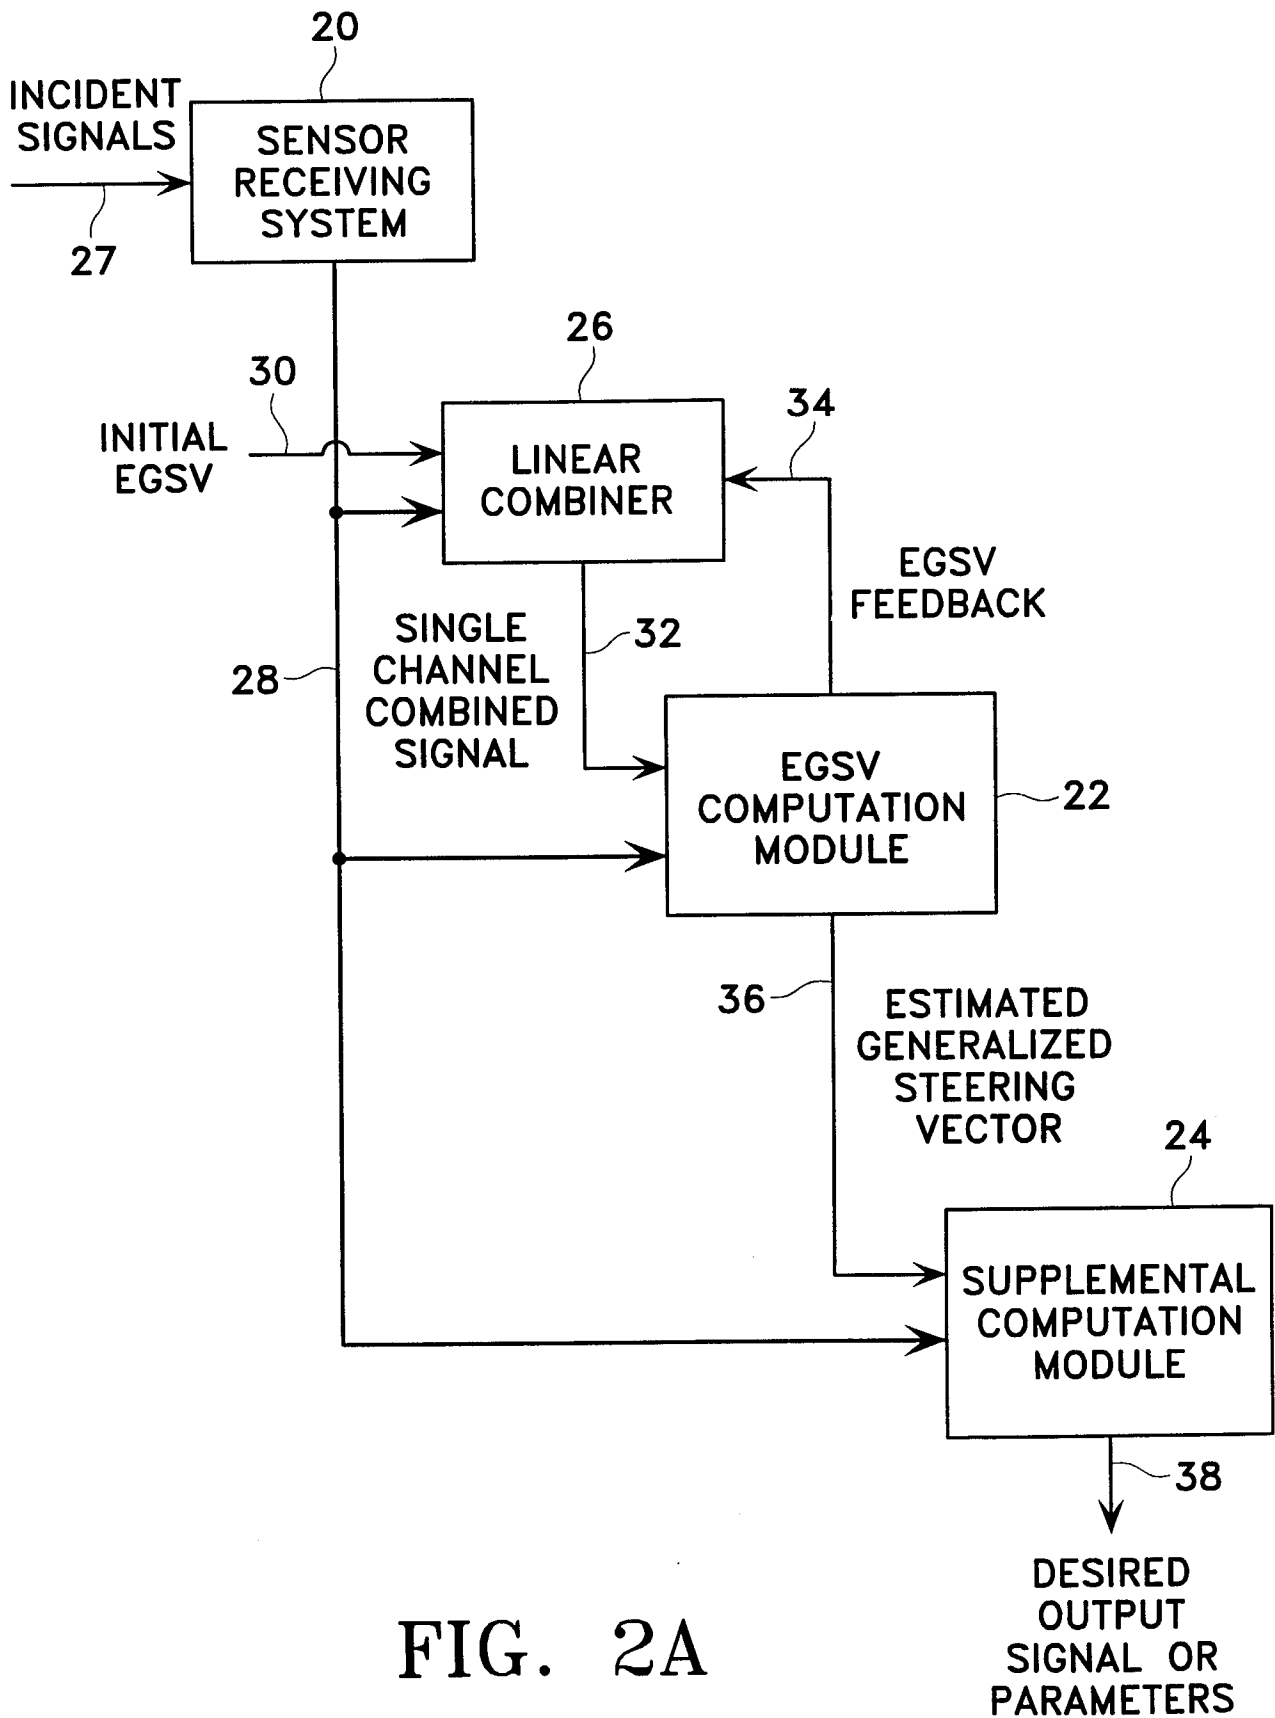 20
INCIDENT
SIGNALS
SENSOR
RECEIVING
SYSTEM
27
26
30
34
INITIAL
EGSV
LINEAR
COMBINER
EGSV
FEEDBACK
SINGLE
CHANNEL
COMBINED
SIGNAL
32
28
EGSV
COMPUTATION
MODULE
22
36
ESTIMATED
GENERALIZED
STEERING
VECTOR
24
SUPPLEMENTAL
COMPUTATION
MODULE
38
DESIRED
OUTPUT
SIGNAL OR
PARAMETERS
FIG. 2A